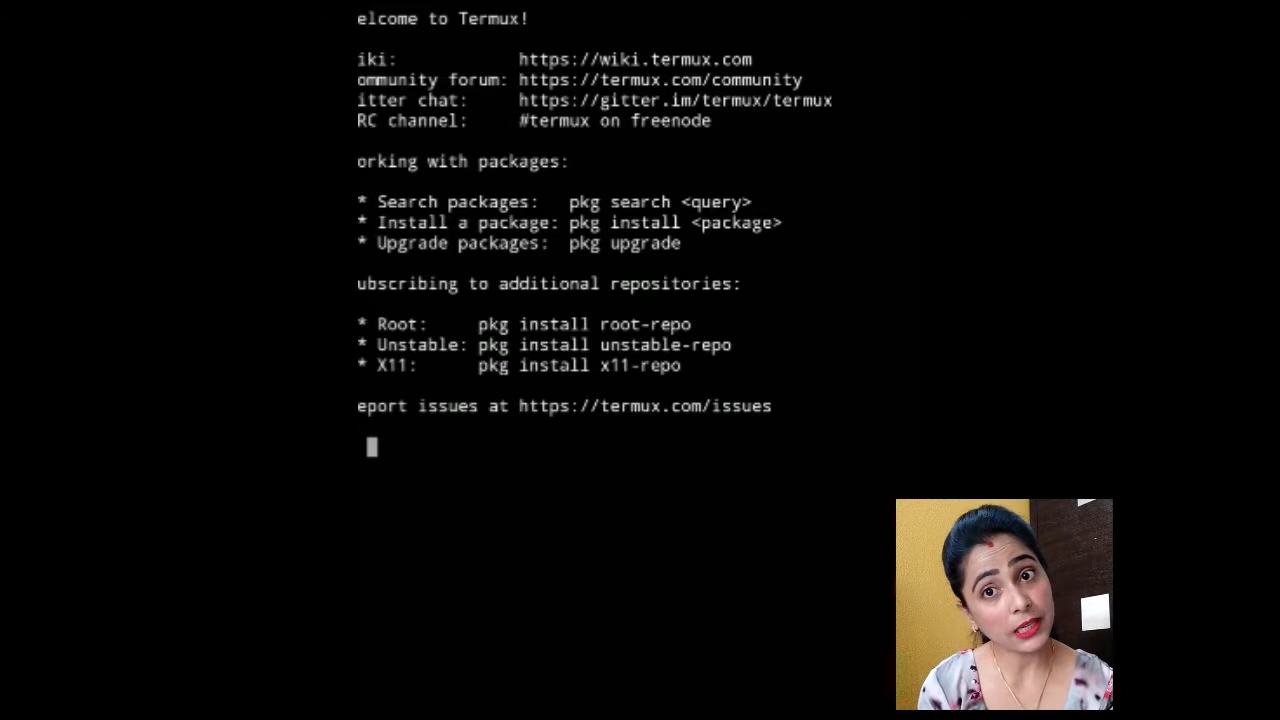 elcome to Termux!
iki: https://wiki.termux.com
ommunity forum: https://termux.com/community
itter chat: https://gitter.im/termux/termux
RC channel: #termux on freenode
orking with packages:
* Search packages: pkg search <query>
* Install a package: pkg install <package>
* Upgrade packages: pkg upgrade
ubscribing to additional repositories:
* Root: pkg install root-repo
* Unstable: pkg install unstable-repo
* X11: pkg install x11-repo
eport issues at https://termux.com/issues